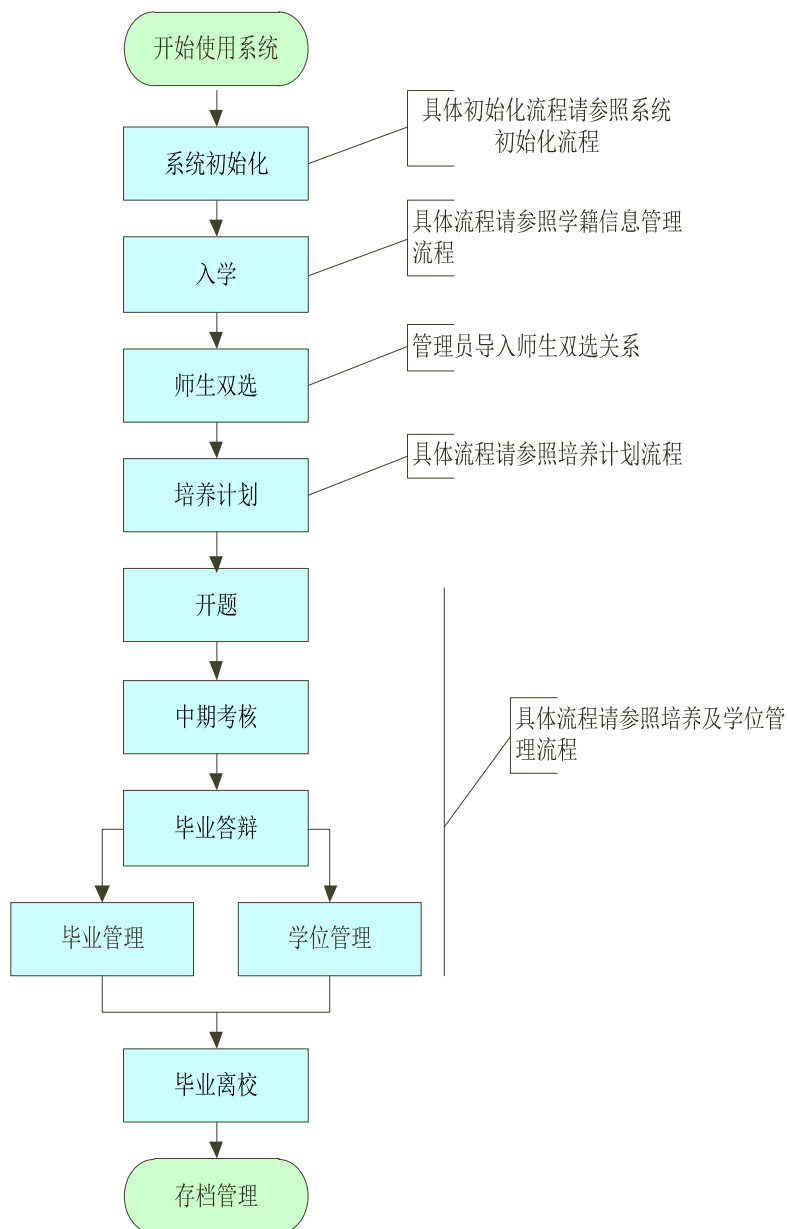 开始使用系统
具体初始化流程请参照系统
初始化流程
系统初始化
具体流程请参照学籍信息管理
流程
入学
管理员导入师生双选关系
师生双选
具体流程请参照培养计划流程
培养计划
开题
中期考核
具体流程请参照培养及学位管
理流程
毕业答辩
毕业管理
学位管理
毕业离校
存档管理